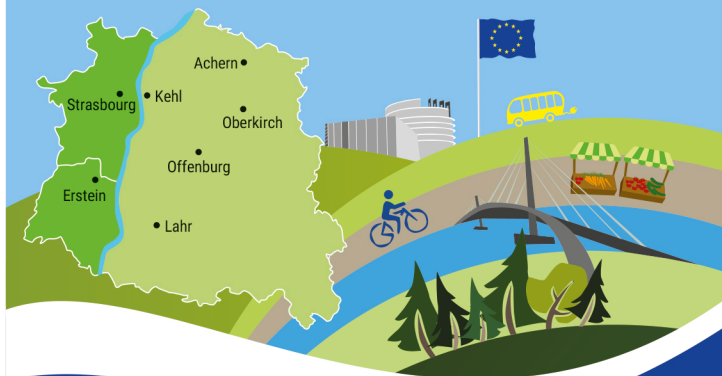 Achern
Strasbourg
Kehl
Oberkirch
Offenburg
Erstein
Lahr